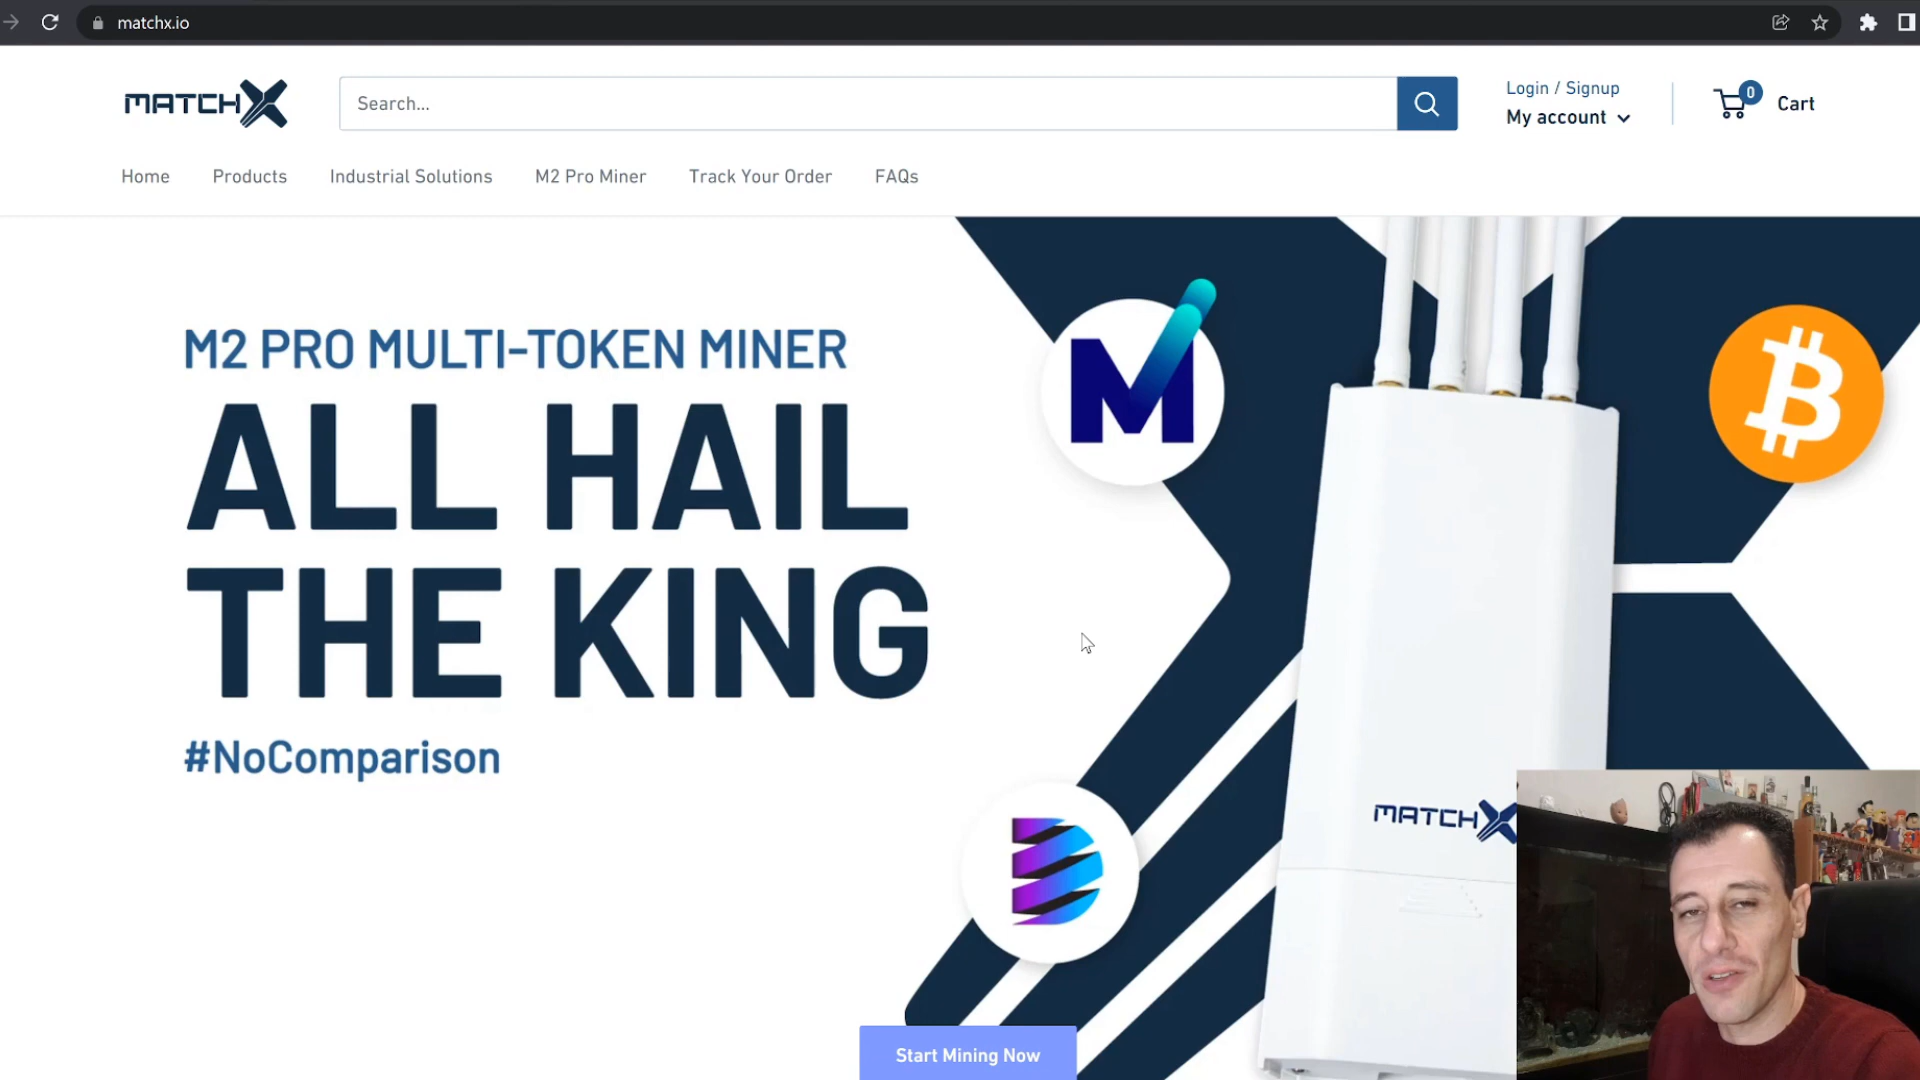 matchx.io
MATCHX
Search...
Login / Signup
My account
0
Cart
Home
Products
Industrial Solutions
M2 Pro Miner
Track Your Order
FAQs
M2 PRO MULTI-TOKEN MINER
ALL HAIL
THE KING
#NoComparison
MATCHX
Start Mining Now